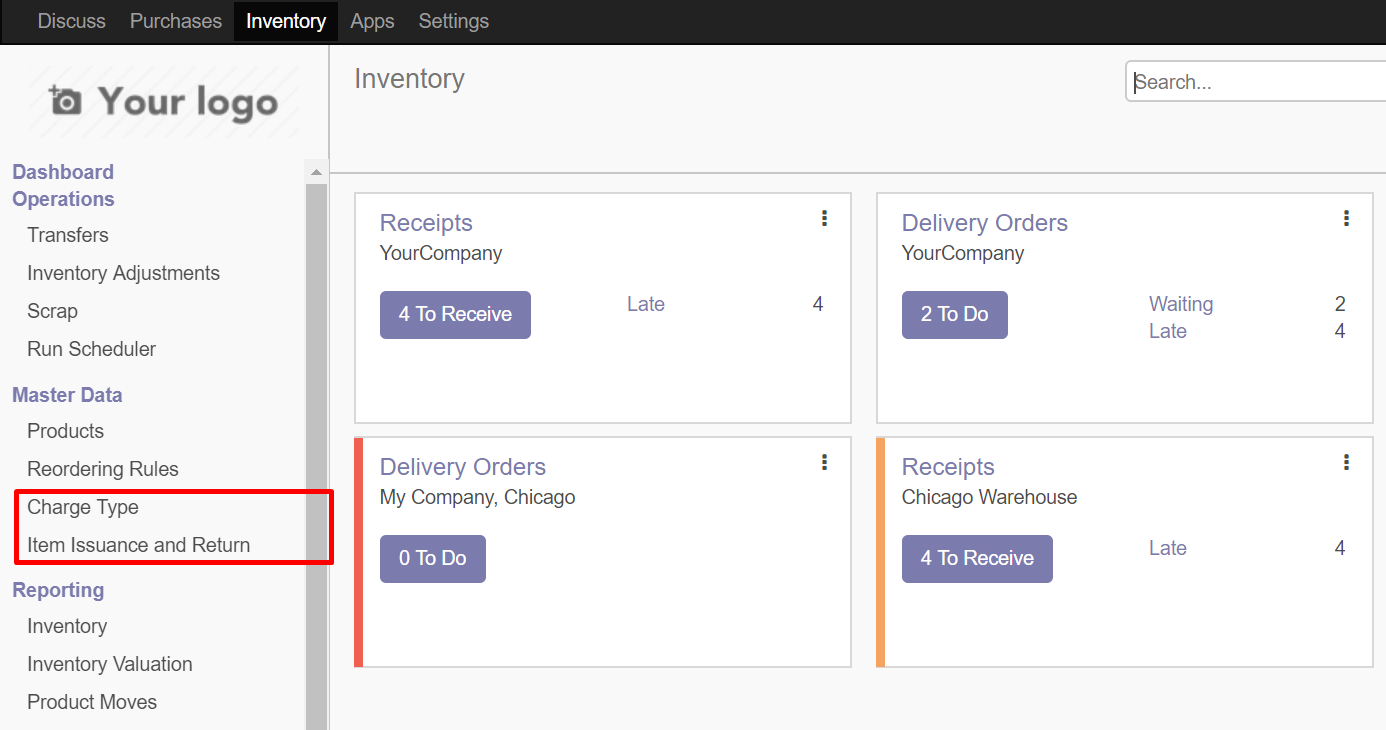 Discuss Purchases Inventory Apps Settings
Your logo
Inventory
Search...
Dashboard
Operations
Transfers
Inventory Adjustments
Scrap
Run Scheduler
Master Data
Products
Reordering Rules
Charge Type
Item Issuance and Return
Reporting
Inventory
Inventory Valuation
Product Moves
Receipts
YourCompany
4 To Receive Late 4
Delivery Orders
YourCompany
2 To Do Waiting 2
Late 4
Delivery Orders
My Company, Chicago
0 To Do
Receipts
Chicago Warehouse
4 To Receive Late 4